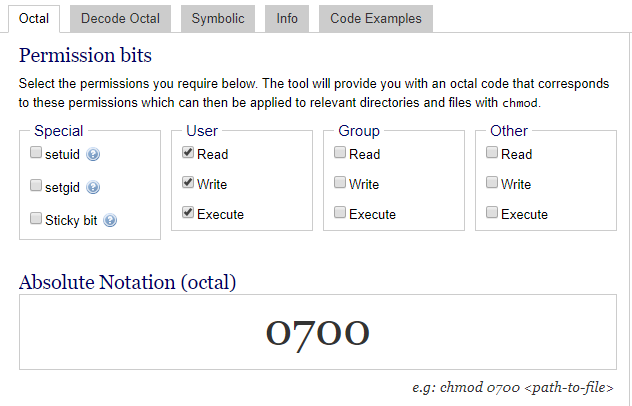 Octal Decode Octal Symbolic Info Code Examples
Permission bits
Select the permissions you require below. The tool will provide you with an octal code that corresponds
to these permissions which can then be applied to relevant directories and files with chmod.
Special User Group Other
setuid ? Read Read Read
setgid ? Write Write Write
Sticky bit ? Execute Execute Execute
Absolute Notation (octal)
0700
e.g: chmod 0700 <path-to-file>